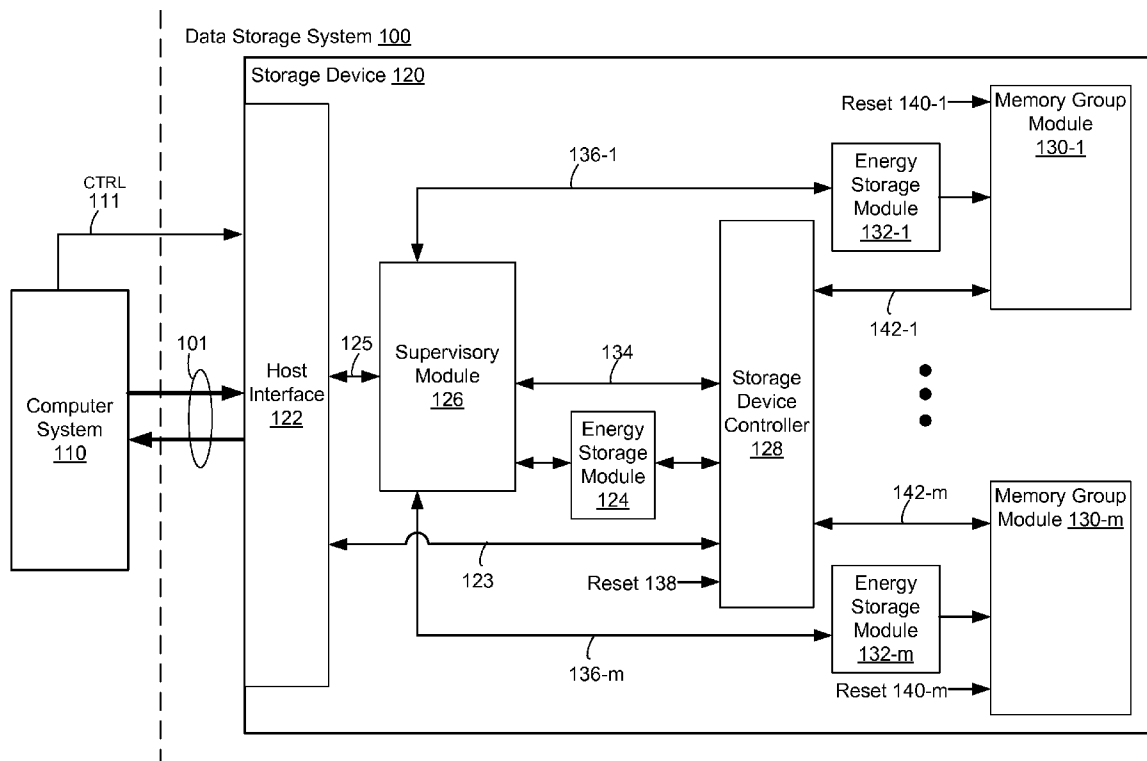 Data Storage System 100
Storage Device 120
Reset 140-1
Memory Group
Module
130-1
136-1
Energy
Storage
Module
132-1
CTRL
111
142-1
101
125
134
Host
Interface
122
Supervisory
Module
126
Storage
Device
Controller
128
Computer
System
110
Energy
Storage
Module
124
142-m
Memory Group
Module 130-m
123
Reset 138
Energy
Storage
Module
132-m
136-m
Reset 140-m